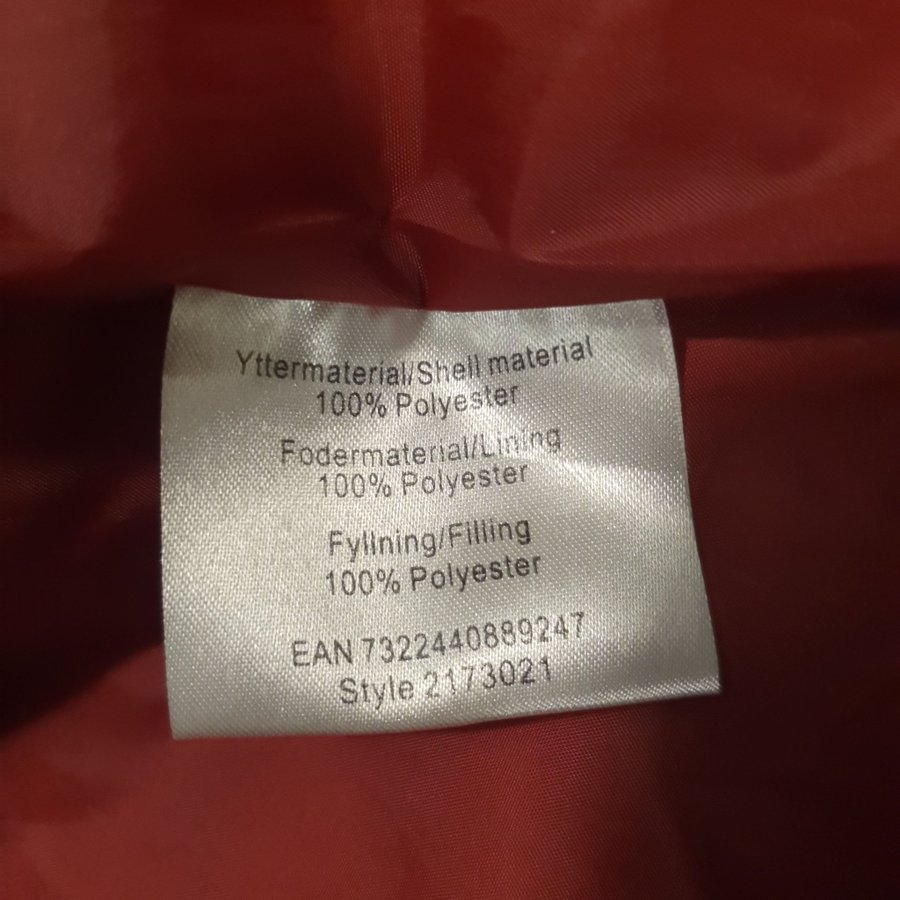 Yttermaterial/Shell material
100% Polyester
Fodermaterial/Lining
100% Polyester
Fyllning/Filling
100% Polyester
EAN 7322440889247
Style 2173021